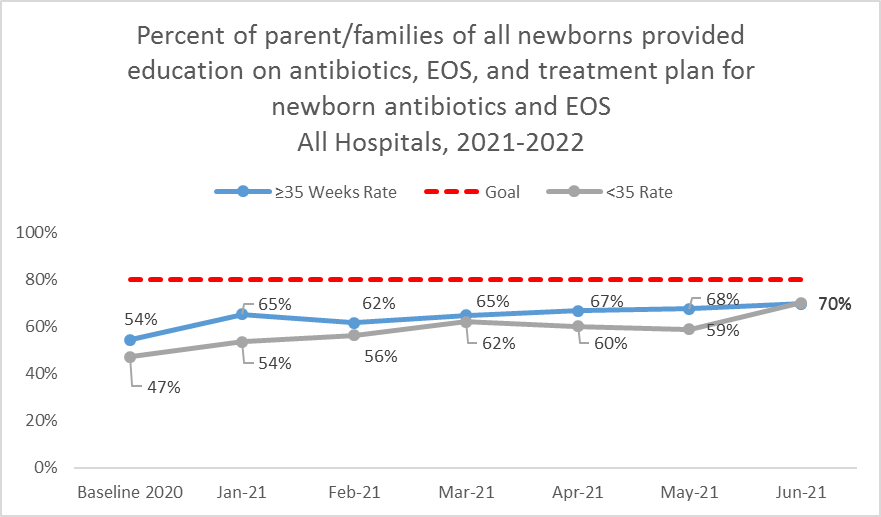 Percent of parent/families of all newborns provided
education on antibiotics, EOS, and treatment plan for
newborn antibiotics and EOS
All Hospitals, 2021-2022
≥35 Weeks Rate Goal <35 Rate
100%
80%
60%
40%
20%
0%
54% 65% 62% 65% 67% 68% 70%
47% 54% 56% 62% 60% 59%
Baseline 2020 Jan-21 Feb-21 Mar-21 Apr-21 May-21 Jun-21